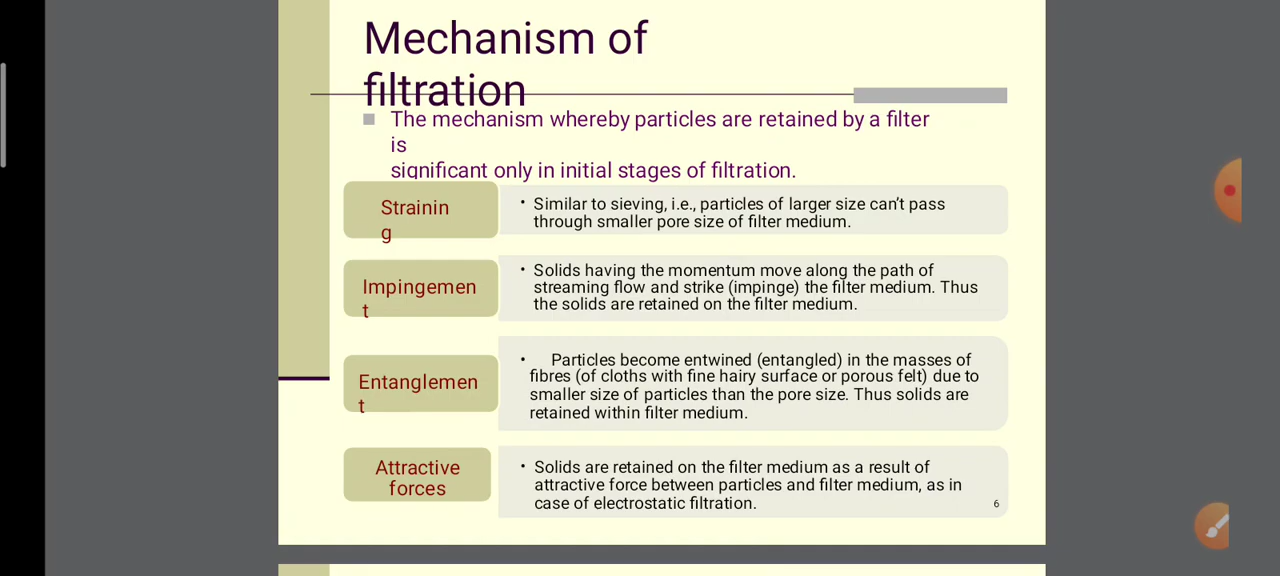 Mechanism of
filtration
The mechanism whereby particles are retained by a filter
is
significant only in initial stages of filtration.
Strainin
g
• Similar to sieving, i.e., particles of larger size can't pass
through smaller pore size of filter medium.
Impingemen
t
• Solids having the momentum move along the path of
streaming flow and strike (impinge) the filter medium. Thus
the solids are retained on the filter medium.
Entanglemen
t
• Particles become entwined (entangled) in the masses of
fibres (of cloths with fine hairy surface or porous felt) due to
smaller size of particles than the pore size. Thus solids are
retained within filter medium.
Attractive
forces
• Solids are retained on the filter medium as a result of
attractive force between particles and filter medium, as in
case of electrostatic filtration.
6